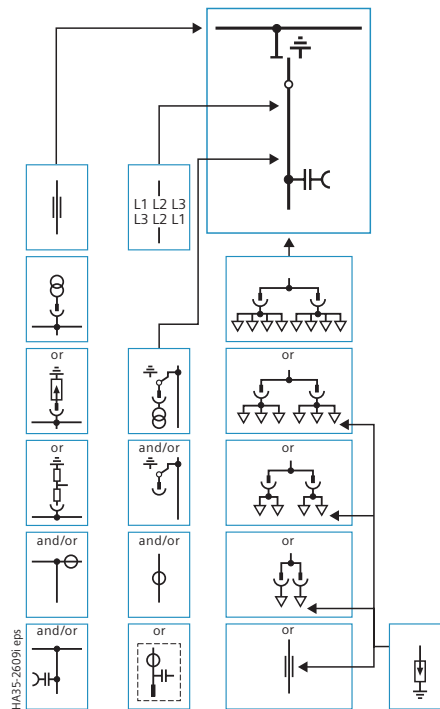 L1 L2 L3
L3 L2 L1
or
or
and/or
and/or
and/or
and/or
or
or
or
or
or
HA35-2609i eps